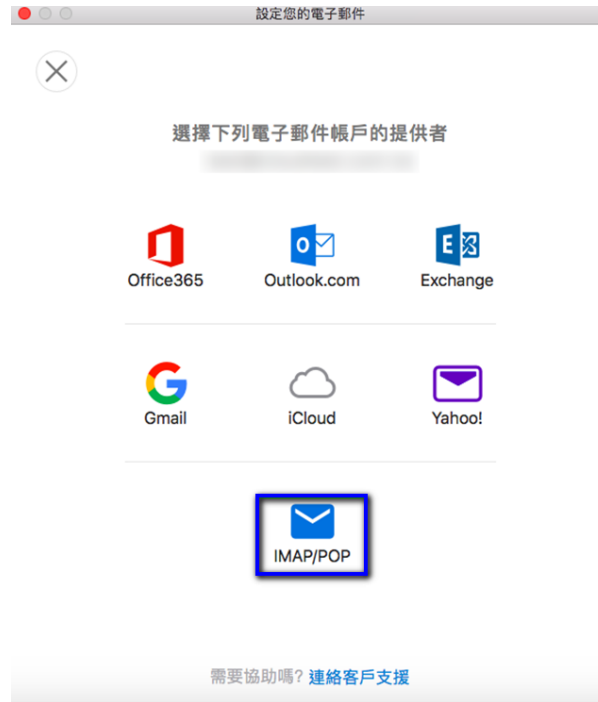 設定您的電子郵件
選擇下列電子郵件帳戶的提供者
Office365 Outlook.com Exchange
Gmail iCloud Yahoo!
IMAP/POP
需要協助嗎? 連絡客戶支援